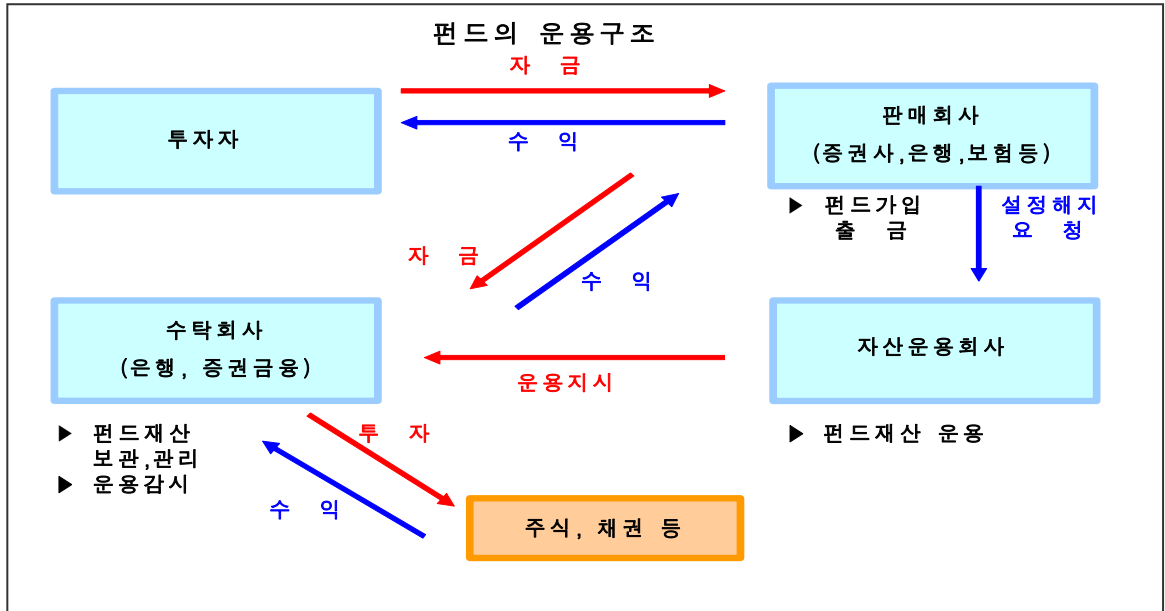 펀드의 운용구조
자 금
투자자
수 익
판매회사
(증권사,은행,보험등)
▶ 펀드가입
출 금
설정해지
요 청
자 금
수 익
수탁회사
(은행, 증권금융)
운용지시
자산운용회사
▶ 펀드재산
보관,관리
▶ 운용감시
투 자
수 익
▶ 펀드재산 운용
주식, 채권 등